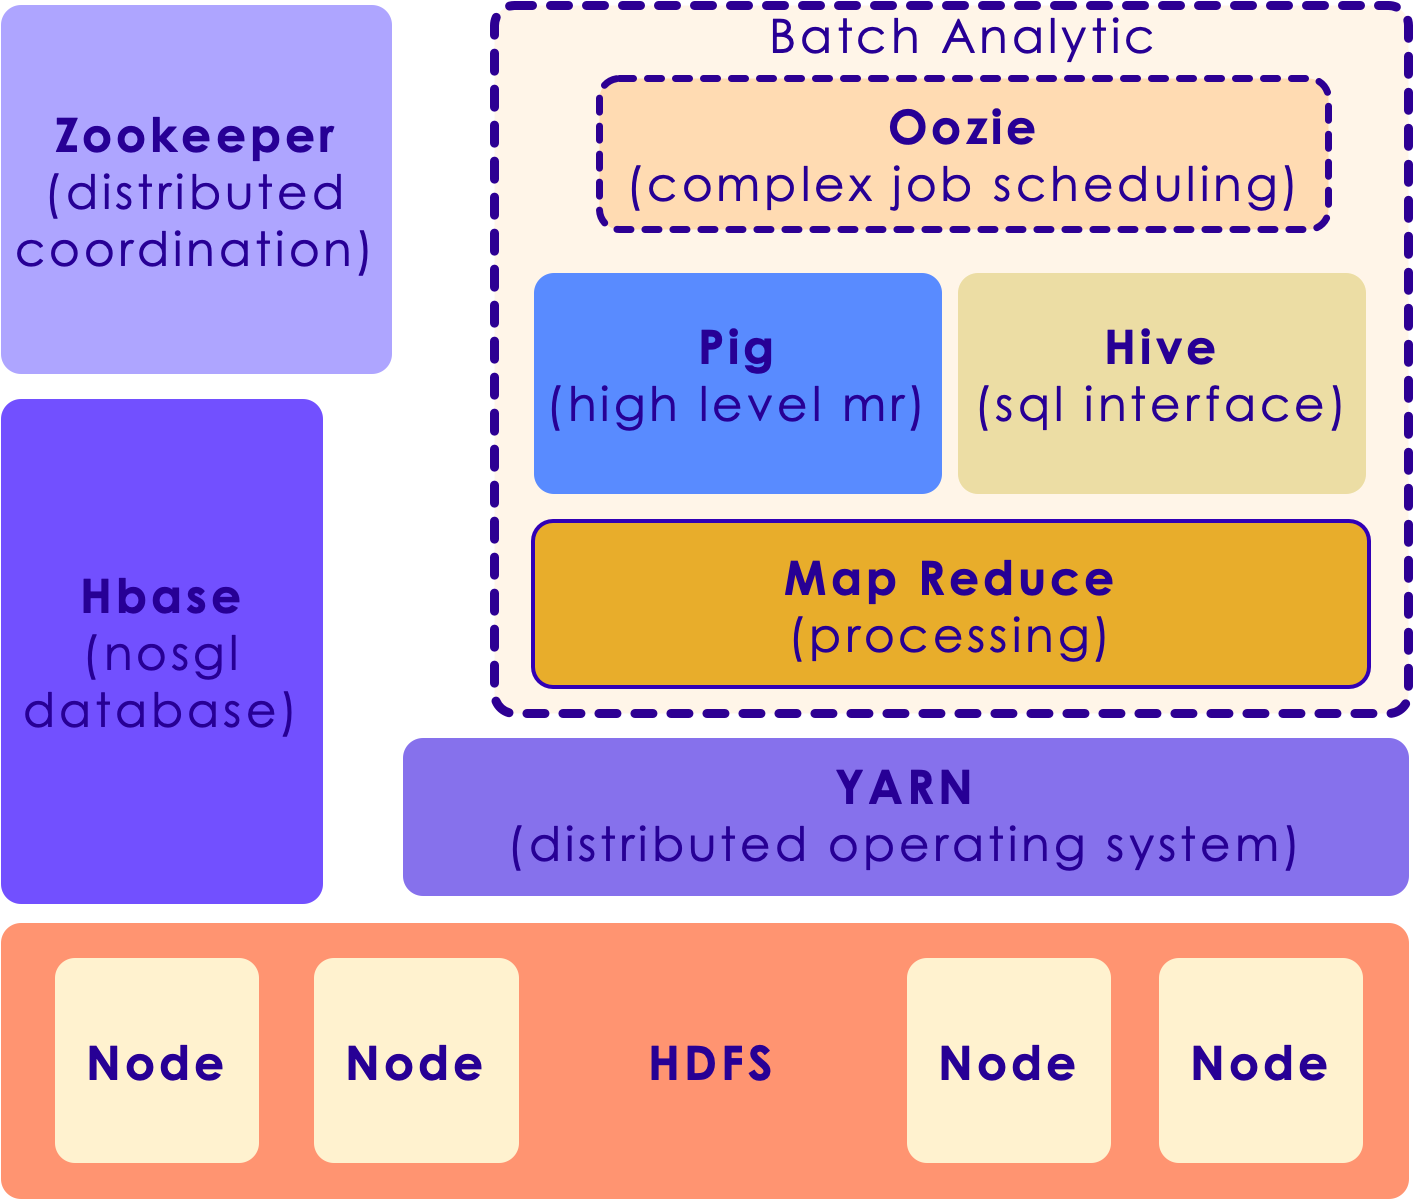 Zookeeper
(distributed
coordination)
Batch Analytic
Oozie
(complex job scheduling)
Pig
(high level mr)
Hive
(sql interface)
Map Reduce
(processing)
Hbase
(nosgl
database)
YARN
(distributed operating system)
Node
Node
HDFS
Node
Node